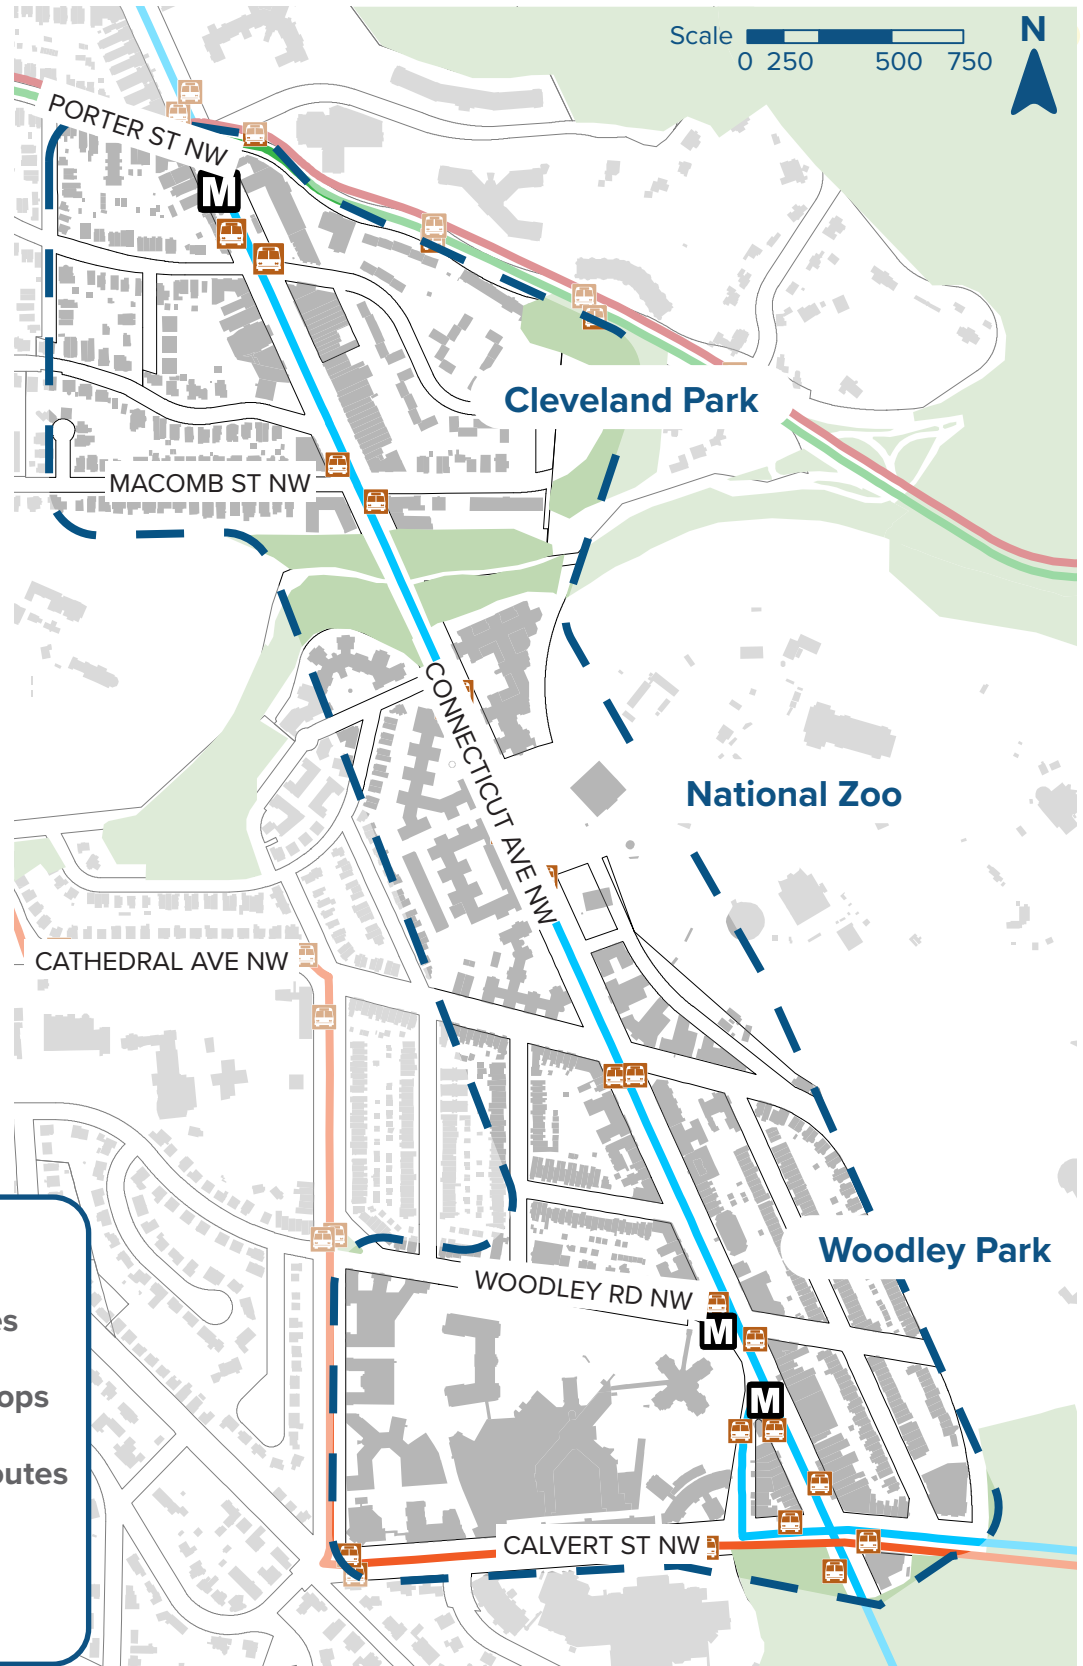 Scale
0 250 500 750
N
PORTER ST NW
M
Cleveland Park
MACOMB ST NW
CONNECTICUT AVE NW
National Zoo
CATHEDRAL AVE NW
Woodley Park
WOODLEY RD NW
M
es
M
ops
outes
CALVERT ST NW